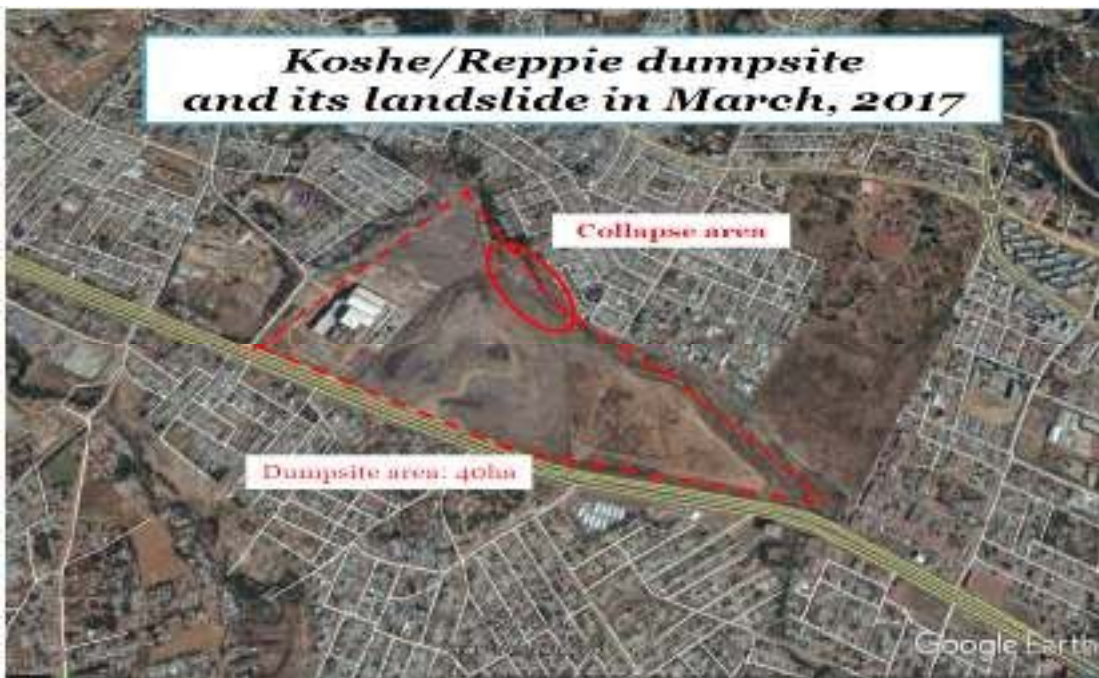 Koshe/Reppie dumpsite
and its landslide in March, 2017
Collapse area
Dumpsite area: 40ha
Google Earth